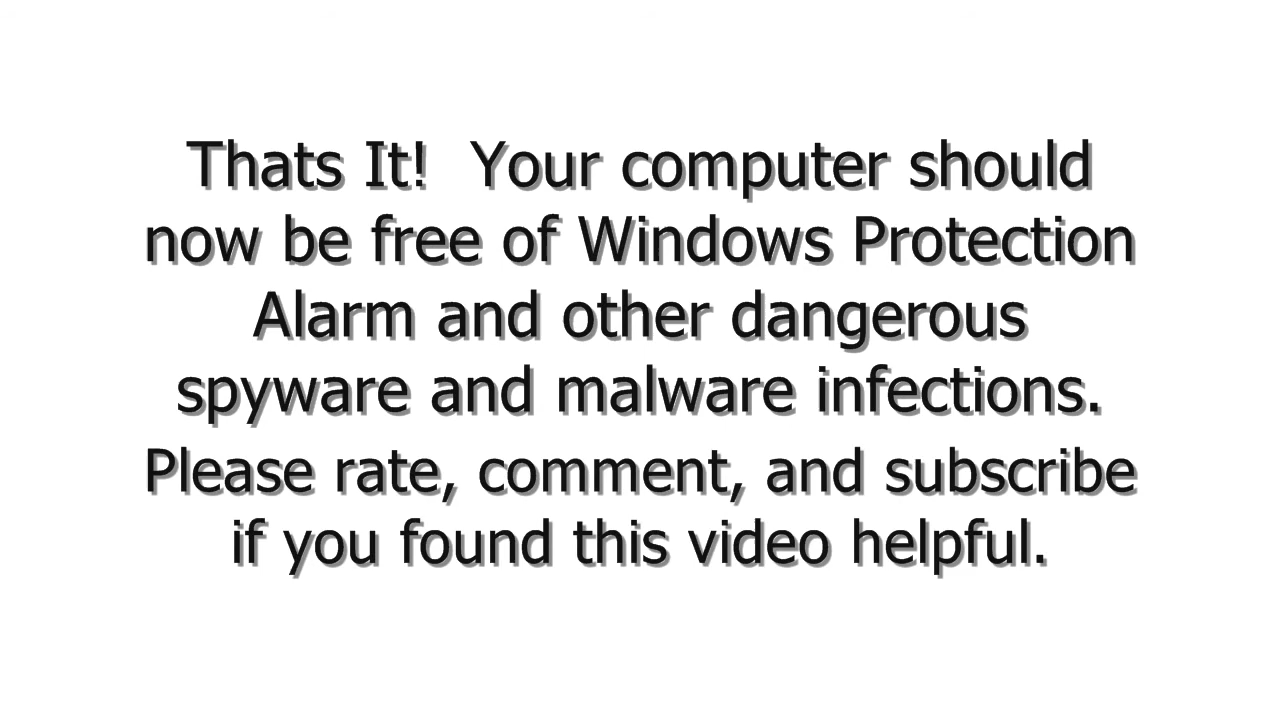 Thats It!  Your computer should
now be free of Windows Protection
Alarm and other dangerous
spyware and malware infections.
Please rate, comment, and subscribe
if you found this video helpful.